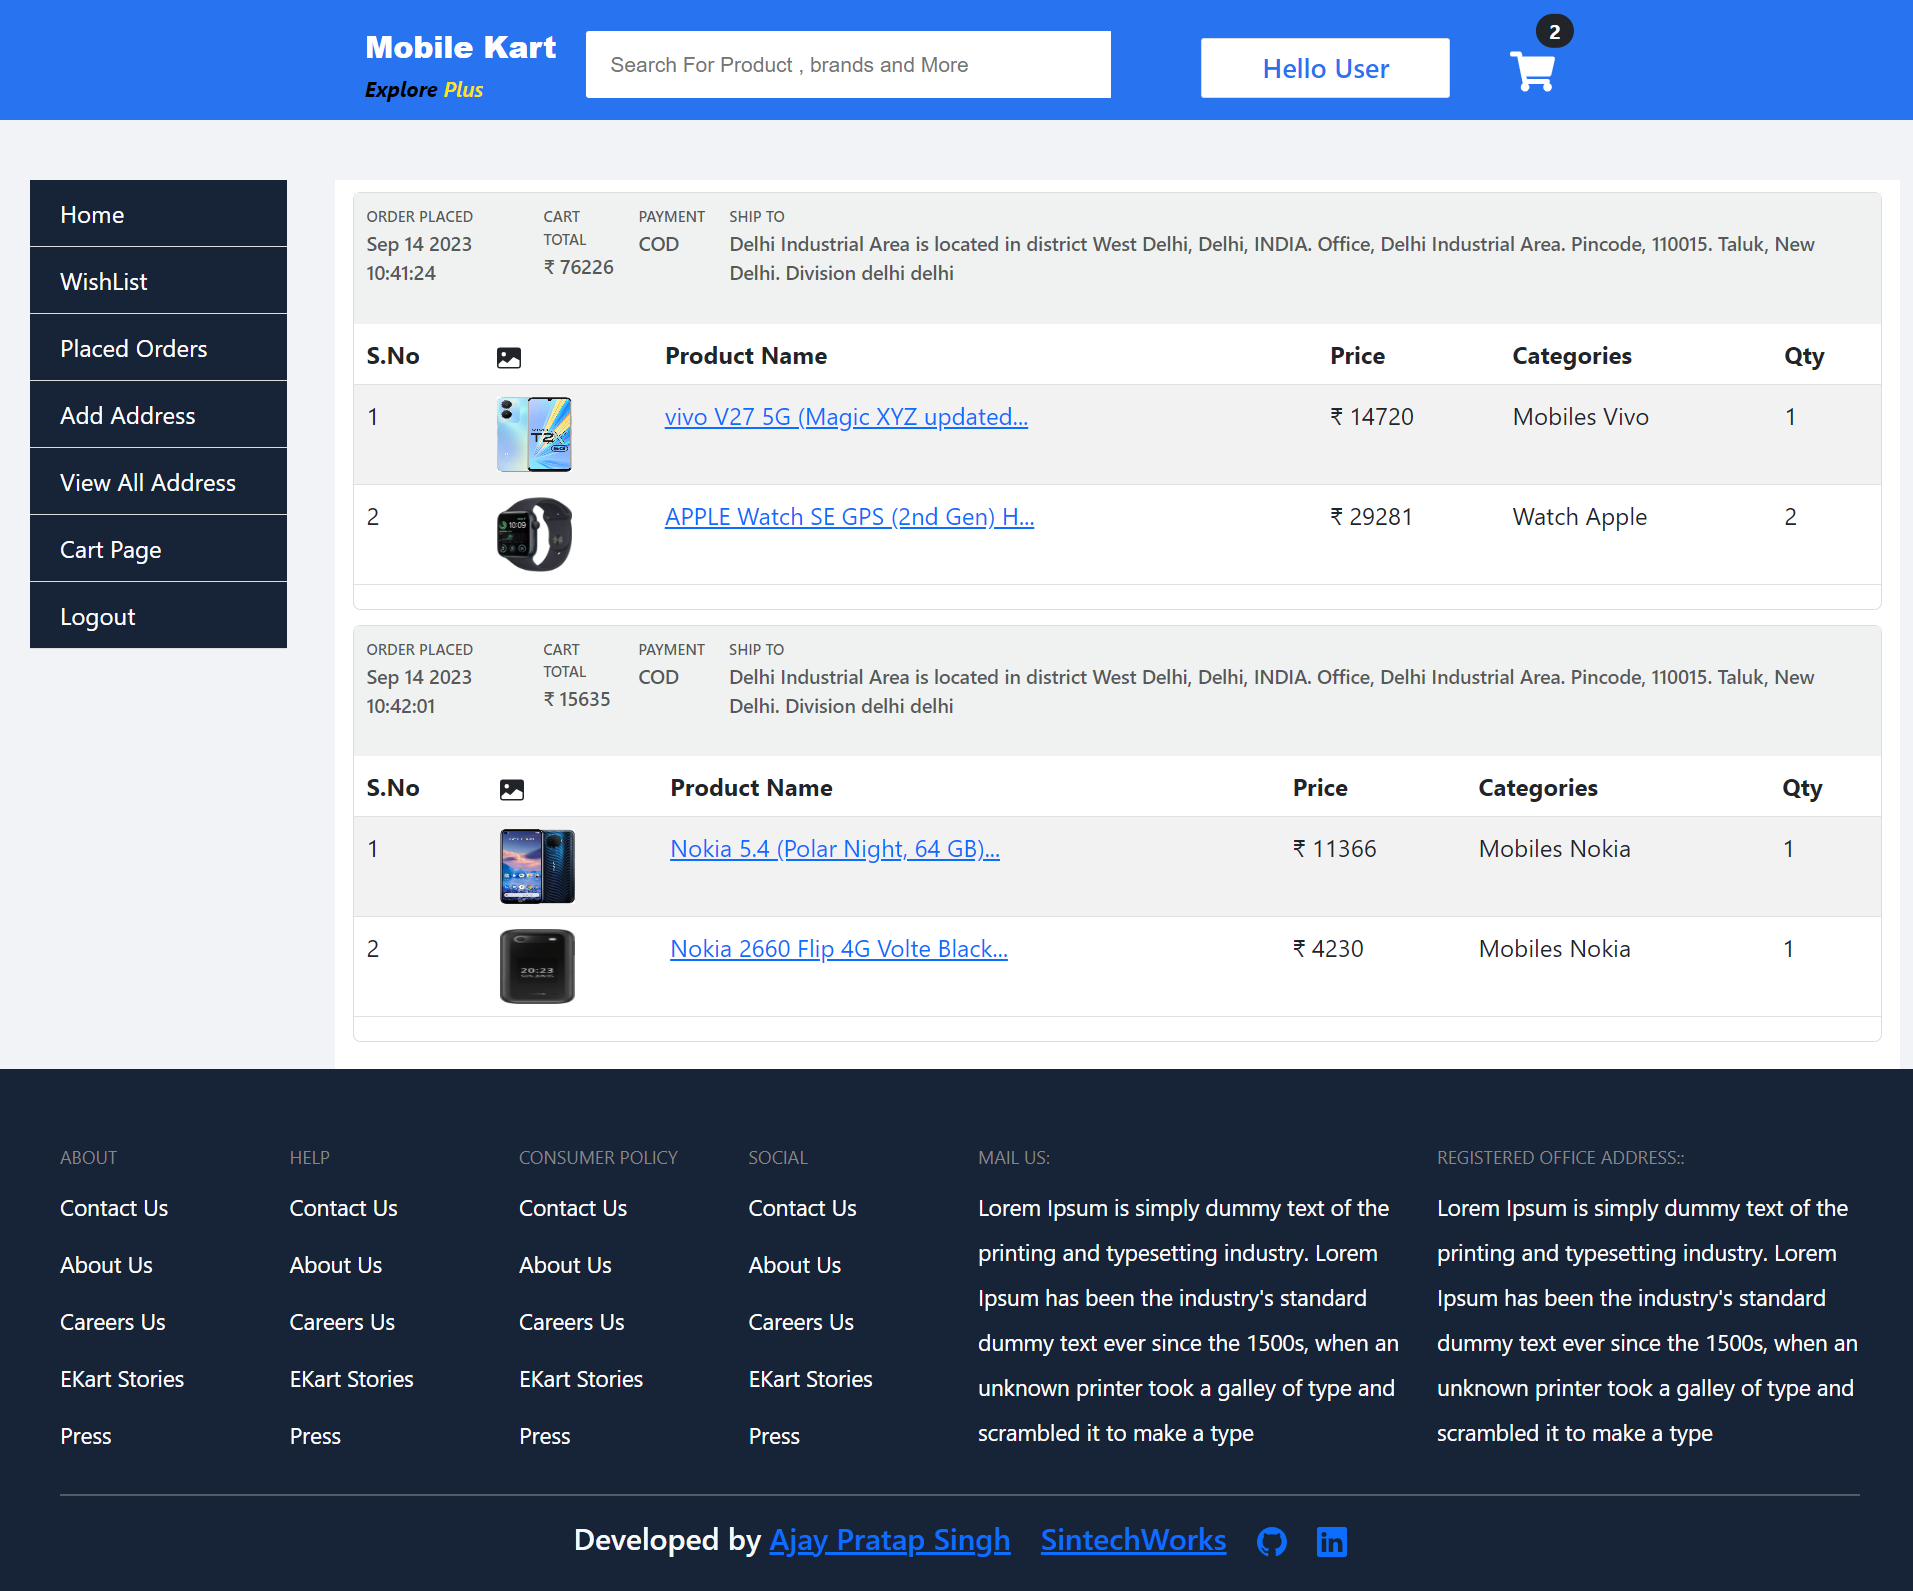 Mobile Kart
Explore Plus
Search For Product , brands and More
Hello User
2
Home
WishList
Placed Orders
Add Address
View All Address
Cart Page
Logout
ORDER PLACED
Sep 14 2023
10:41:24
CART
TOTAL
₹ 76226
PAYMENT
COD
SHIP TO
Delhi Industrial Area is located in district West Delhi, Delhi, INDIA. Office, Delhi Industrial Area. Pincode, 110015. Taluk, New
Delhi. Division delhi delhi
S.No Product Name Price Categories Qty
1 vivo V27 5G (Magic XYZ updated... ₹ 14720 Mobiles Vivo 1
T2X
2 APPLE Watch SE GPS (2nd Gen) H... ₹ 29281 Watch Apple 2
10:09
ORDER PLACED
Sep 14 2023
10:42:01
CART
TOTAL
₹ 15635
PAYMENT
COD
SHIP TO
Delhi Industrial Area is located in district West Delhi, Delhi, INDIA. Office, Delhi Industrial Area. Pincode, 110015. Taluk, New
Delhi. Division delhi delhi
S.No Product Name Price Categories Qty
1 Nokia 5.4 (Polar Night, 64 GB)... ₹ 11366 Mobiles Nokia 1
2 Nokia 2660 Flip 4G Volte Black... ₹ 4230 Mobiles Nokia 1
20:23
ABOUT
Contact Us
About Us
Careers Us
EKart Stories
Press
HELP
Contact Us
About Us
Careers Us
EKart Stories
Press
CONSUMER POLICY
Contact Us
About Us
Careers Us
EKart Stories
Press
SOCIAL
Contact Us
About Us
Careers Us
EKart Stories
Press
MAIL US:
Lorem Ipsum is simply dummy text of the
printing and typesetting industry. Lorem
Ipsum has been the industry's standard
dummy text ever since the 1500s, when an
unknown printer took a galley of type and
scrambled it to make a type
REGISTERED OFFICE ADDRESS::
Lorem Ipsum is simply dummy text of the
printing and typesetting industry. Lorem
Ipsum has been the industry's standard
dummy text ever since the 1500s, when an
unknown printer took a galley of type and
scrambled it to make a type
Developed by Ajay Pratap Singh SintechWorks